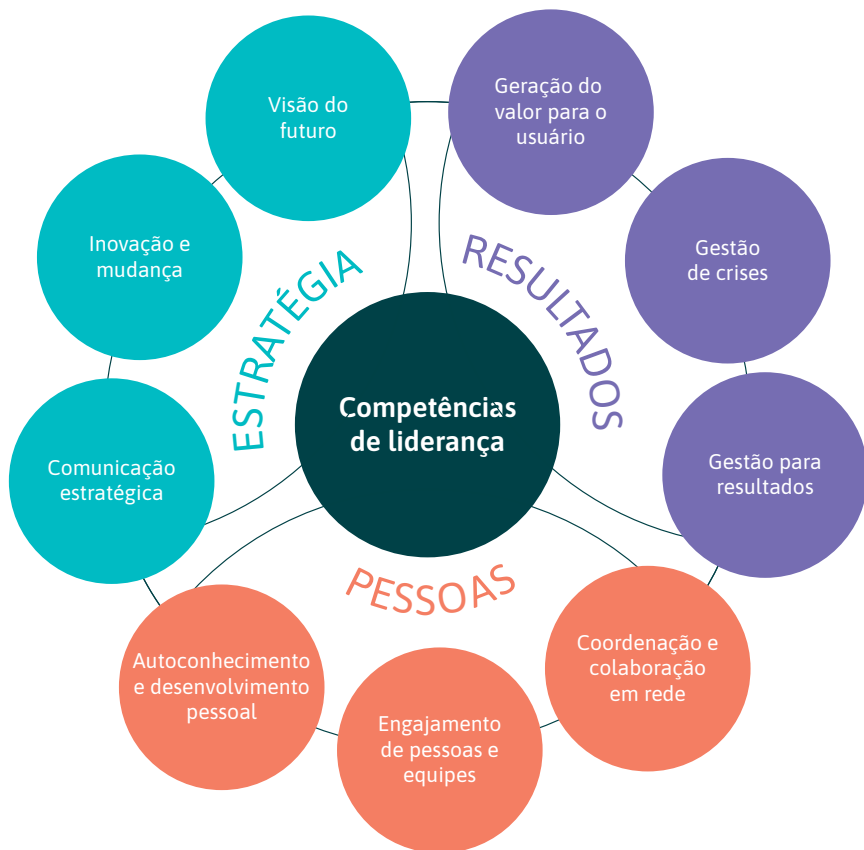 Visão do
futuro
Geração do
valor para o
usuário
Inovação e
mudança
Gestão
de crises
ESTRATÉGIA
RESULTADOS
Competências
de liderança
Comunicação
estratégica
Gestão para
resultados
PESSOAS
Autoconhecimento
e desenvolvimento
pessoal
Engajamento
de pessoas e
equipes
Coordenação e
colaboração
em rede